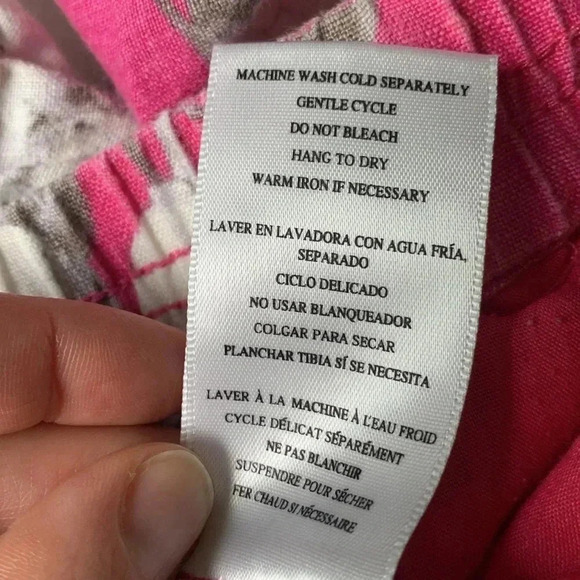 MACHINE WASH COLD SEPARATELY
GENTLE CYCLE
DO NOT BLEACH
HANG TO DRY
WARM IRON IF NECESSARY
LAVER EN LAVADORA CON AGUA FRÍA,
SEPARADO
CICLO DELICADO
NO USAR BLANQUEADOR
COLGAR PARA SECAR
PLANCHAR TIBIA SÍ SE NECESITA
LAVER À LA MACHINE À L'EAU FROID
CYCLE DÉLICAT SÉPARÉMENT
NE PAS BLANCHIR
SUSPENDRE POUR SÉCHER
FER CHAUD SI NÉCESSAIRE